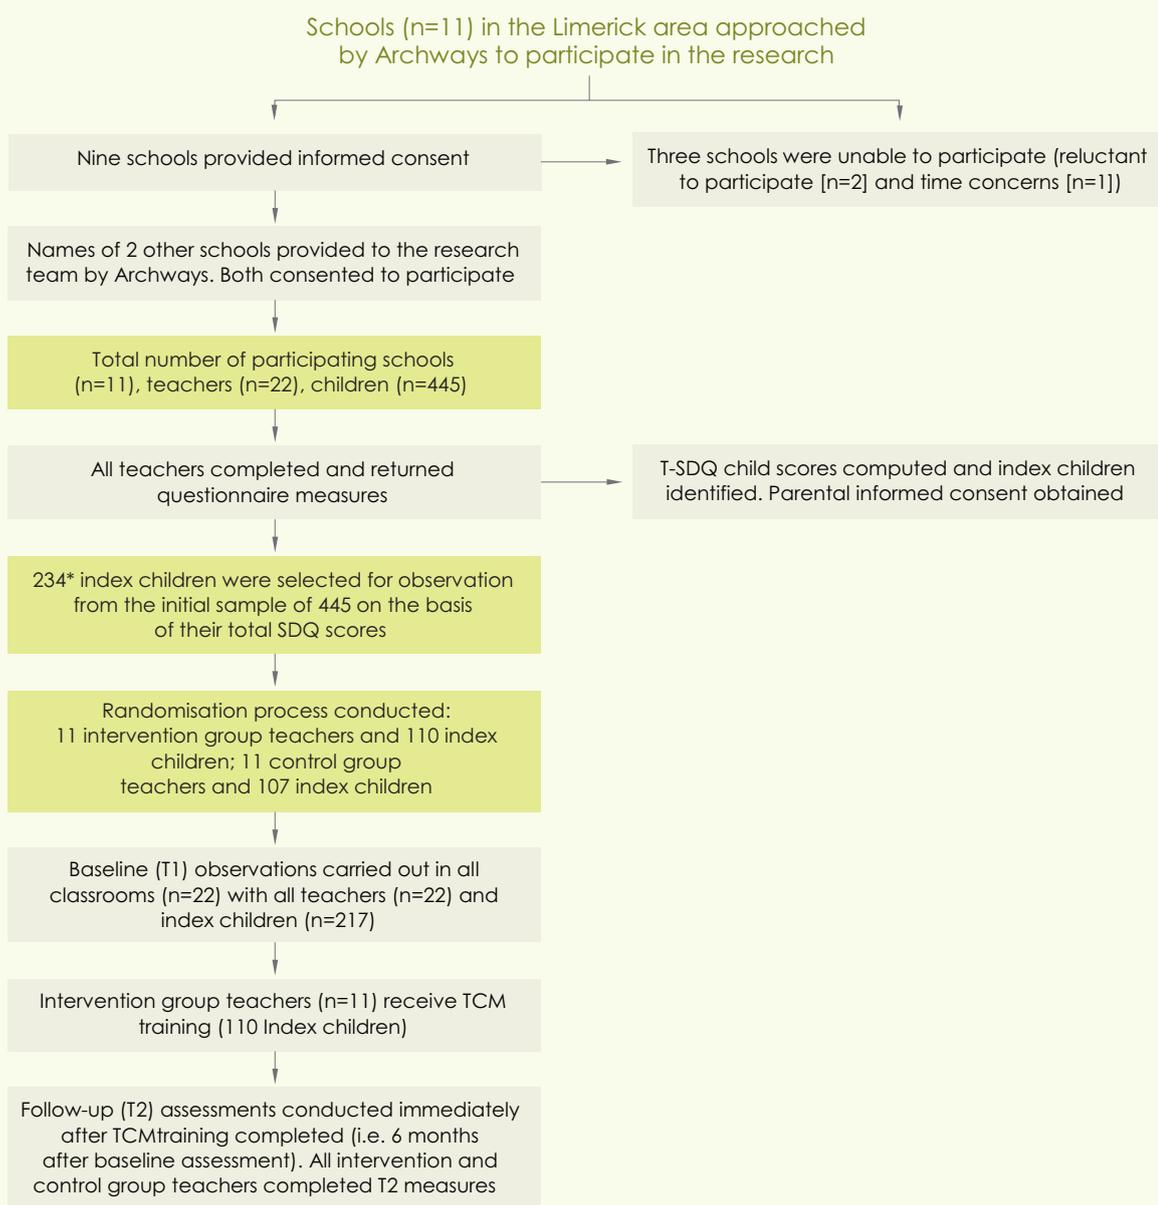 Schools (n=11) in the Limerick area approached
by Archways to participate in the research
Nine schools provided informed consent
Three schools were unable to participate (reluctant
to participate [n=2] and time concerns [n=1])
Names of 2 other schools provided to the research
team by Archways. Both consented to participate
Total number of participating schools
(n=11), teachers (n=22), children (n=445)
All teachers completed and returned
questionnaire measures
T-SDQ child scores computed and index children
identified. Parental informed consent obtained
234* index children were selected for observation
from the initial sample of 445 on the basis
of their total SDQ scores
Randomisation process conducted:
11 intervention group teachers and 110 index
children; 11 control group
teachers and 107 index children
Baseline (T1) observations carried out in all
classrooms (n=22) with all teachers (n=22) and
index children (n=217)
Intervention group teachers (n=11) receive TCM
training (110 Index children)
Follow-up (T2) assessments conducted immediately
after TCMtraining completed (i.e. 6 months
after baseline assessment). All intervention and
control group teachers completed T2 measures